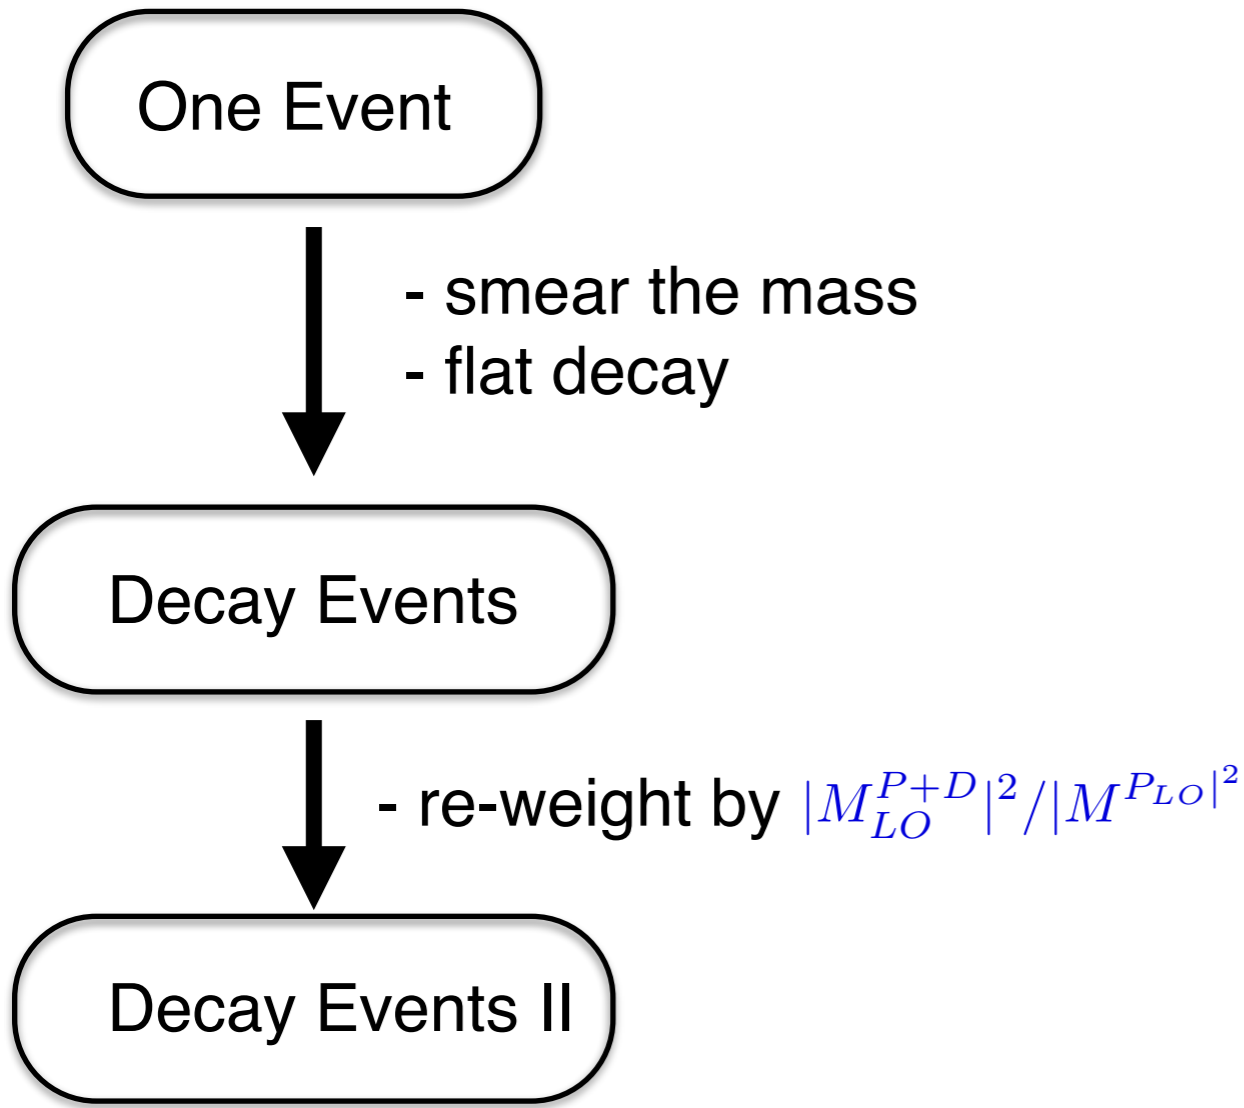 One Event
- smear the mass
- flat decay
Decay Events
- re-weight by $|M_{LO}^{P+D}|^2/|M^{P_{LO}|^2}$
Decay Events II